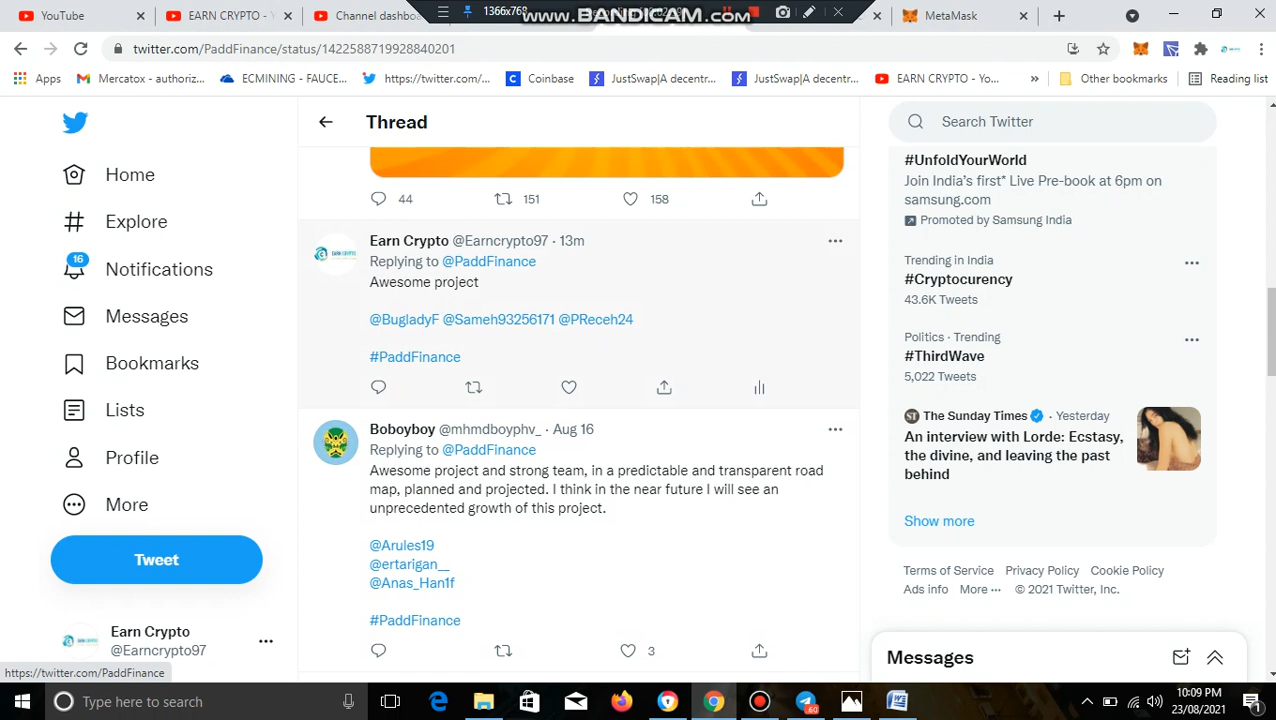 YouTube
EARN CRYPTO - Y
Channel dashboa
1366x768
www.BANDICAM.com
MetaMask
twitter.com/PaddFinance/status/1422588719928840201
Apps
Mercatox - authoriz...
ECMINING - FAUCE...
https://twitter.com/...
Coinbase
JustSwap|A decentr...
JustSwap|A decentr...
EARN CRYPTO - Yo...
Other bookmarks
Reading list
Home
Explore
16
Notifications
Messages
Bookmarks
Lists
Profile
More
Tweet
Earn Crypto
@Earncrypto97
https://twitter.com/PaddFinance
Thread
44
151
158
Earn Crypto @Earncrypto97 · 13m
Replying to @PaddFinance
Awesome project
@BugladyF @Sameh93256171 @PReceh24
#PaddFinance
Boboyboy @mhmdboyphv_ · Aug 16
Replying to @PaddFinance
Awesome project and strong team, in a predictable and transparent road
map, planned and projected. I think in the near future I will see an
unprecedented growth of this project.
@Arules19
@ertarigan__
@Anas_Han1f
#PaddFinance
3
Search Twitter
#UnfoldYourWorld
Join India's first* Live Pre-book at 6pm on
samsung.com
Promoted by Samsung India
Trending in India
#Cryptocurency
43.6K Tweets
Politics · Trending
#ThirdWave
5,022 Tweets
The Sunday Times · Yesterday
An interview with Lorde: Ecstasy,
the divine, and leaving the past
behind
Show more
Terms of Service Privacy Policy Cookie Policy
Ads info More ··· © 2021 Twitter, Inc.
Messages
Type here to search
60
10:09 PM
23/08/2021
1